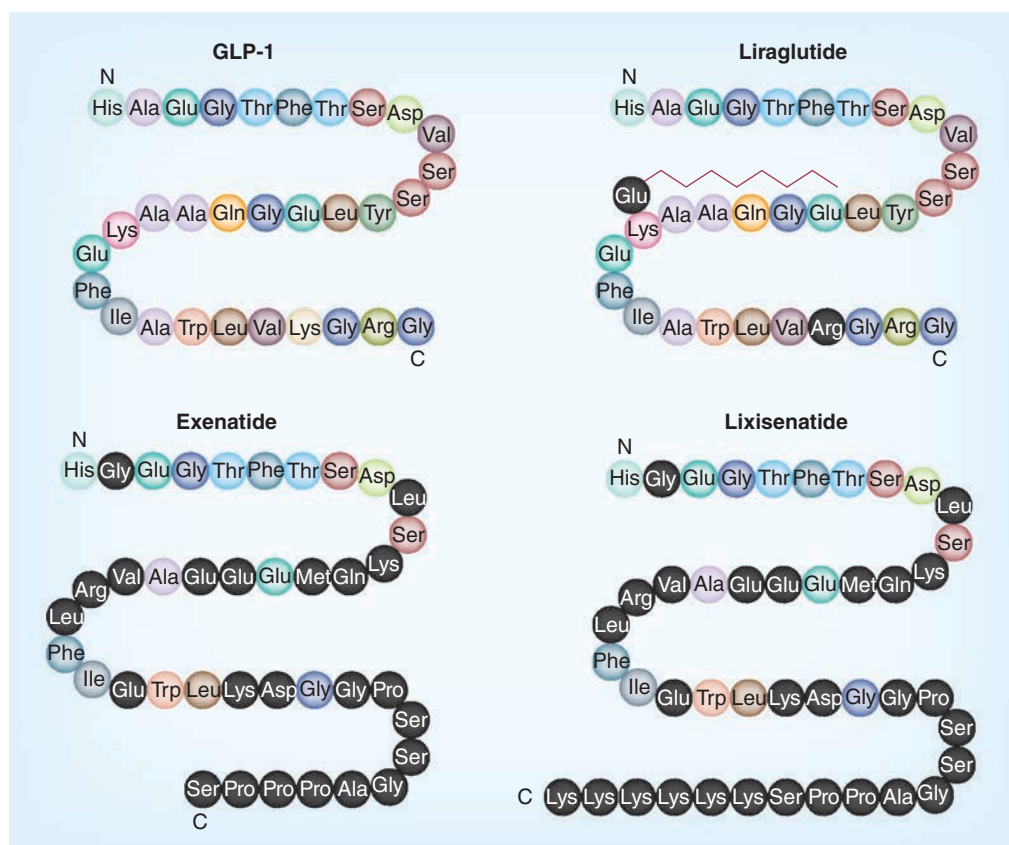 GLP-1
N
His Ala Glu Gly Thr Phe Thr Ser Asp
Val
Ser
Ala Ala Gln Gly Glu Leu Tyr Ser
Lys
Glu
Phe
Ile
Ala Trp Leu Val Lys Gly Arg Gly
C
Liraglutide
N
His Ala Glu Gly Thr Phe Thr Ser Asp
Val
Ser
Glu
Ala Ala Gln Gly Glu Leu Tyr Ser
Lys
Glu
Phe
Ile
Ala Trp Leu Val Arg Gly Arg Gly
C
Exenatide
N
His Gly Glu Gly Thr Phe Thr Ser Asp
Leu
Ser
Val Ala Glu Glu Glu Met Gln Lys
Arg
Leu
Phe
Ile
Glu Trp Leu Lys Asp Gly Gly Pro
Ser
Ser
Ser Pro Pro Pro Ala Gly
C
Lixisenatide
N
His Gly Glu Gly Thr Phe Thr Ser Asp
Leu
Ser
Val Ala Glu Glu Glu Met Gln Lys
Arg
Leu
Phe
Ile
Glu Trp Leu Lys Asp Gly Gly Pro
Ser
Ser
C Lys Lys Lys Lys Lys Lys Ser Pro Pro Ala Gly